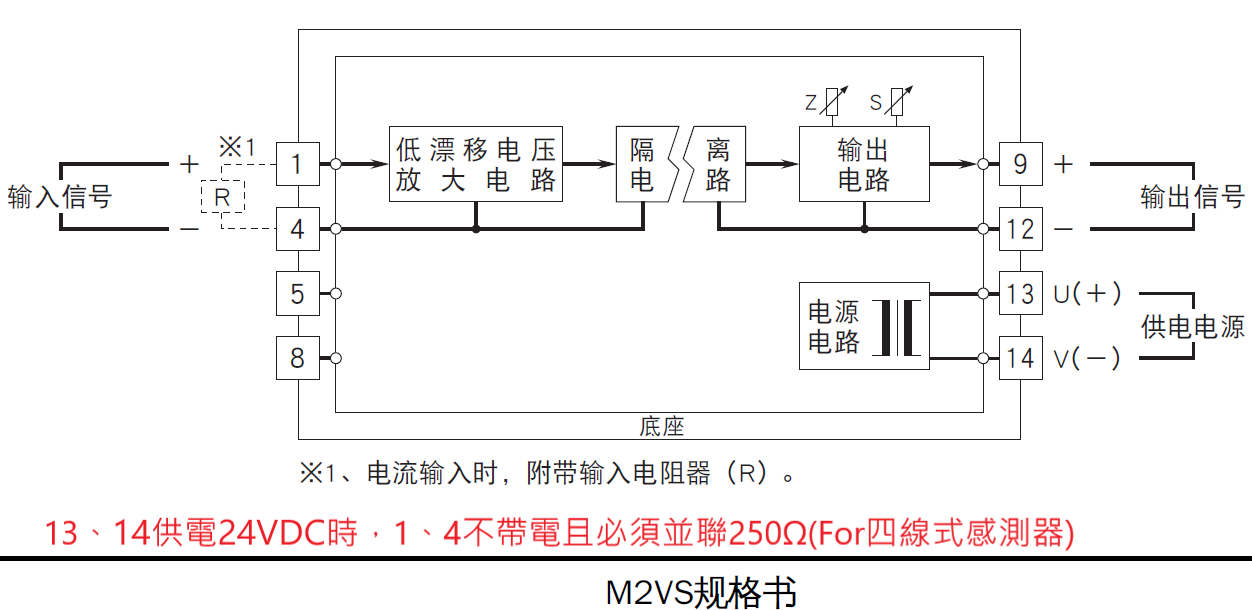 Z S
※1
+ 1 低漂移电压 隔 离 输出 9 +
输入信号 R 放大电路 电 路 电路 输出信号
− 4 12 −
5 电源 13 U(+)
电路 供电电源
8 14 V(−)
底座
※1、电流输入时，附带输入电阻器（R）。
13、14供電24VDC時，1、4不帶電且必須並聯250Ω(For四線式感測器)
M2VS规格书